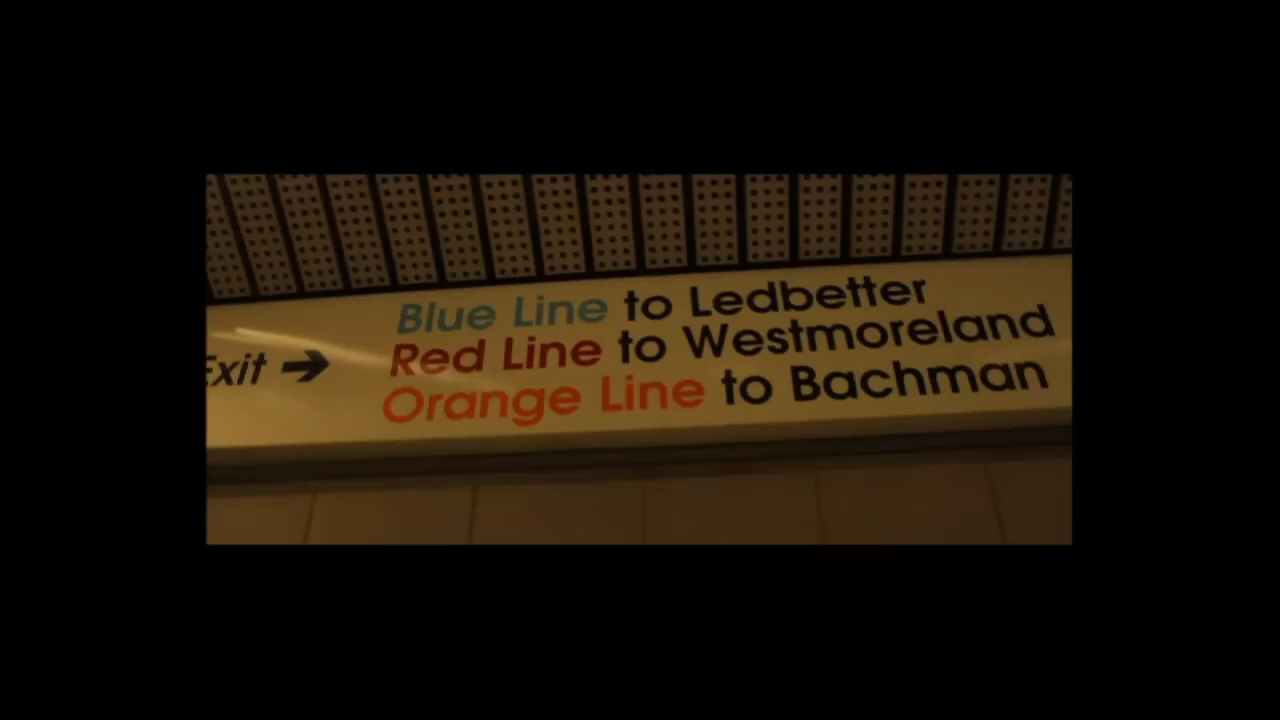 Blue Line to Ledbetter
Exit → Red Line to Westmoreland
Orange Line to Bachman